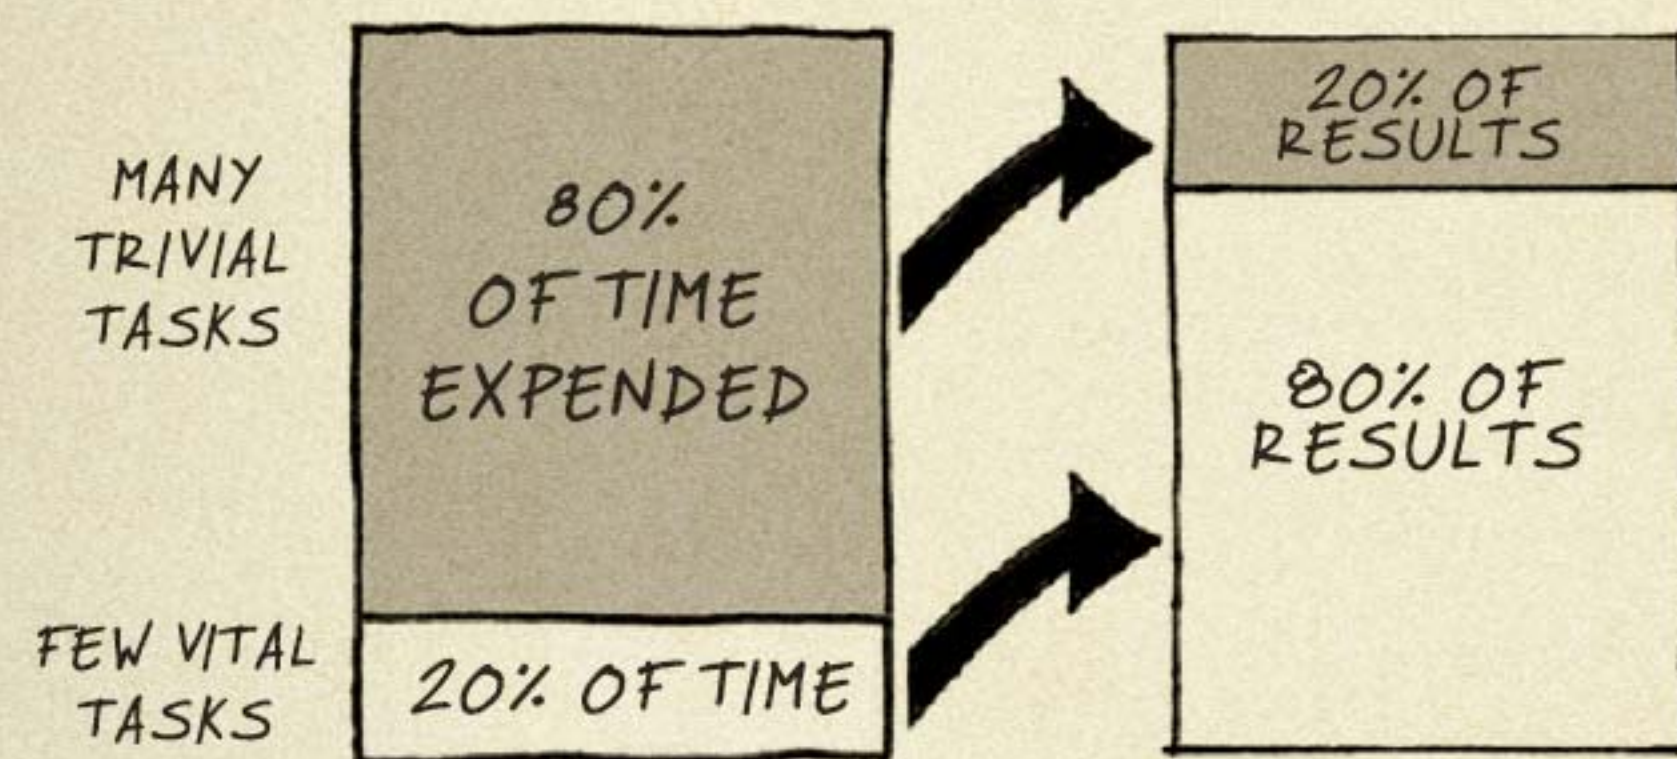 MANY
TRIVIAL
TASKS
80%
OF TIME
EXPENDED
20% OF
RESULTS
80% OF
RESULTS
FEW VITAL
TASKS
20% OF TIME